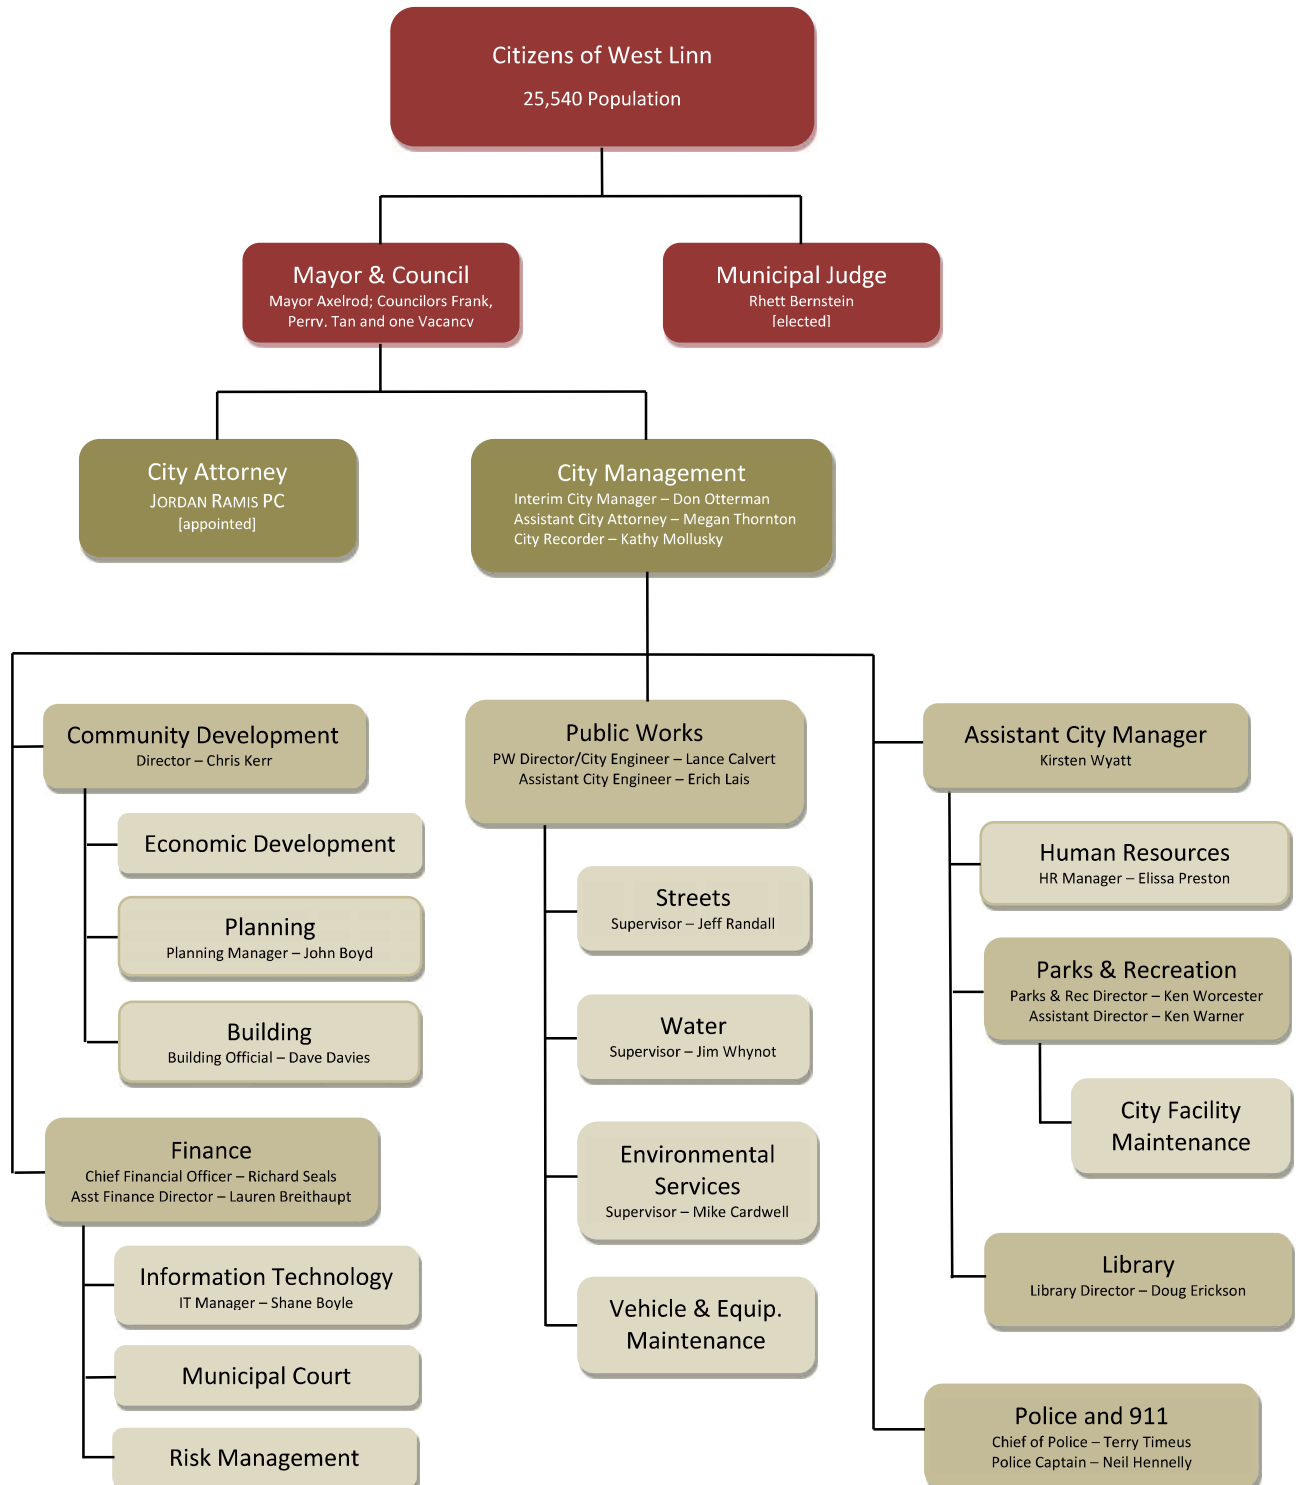 Citizens of West Linn
25,540 Population
Mayor & Council
Mayor Axelrod; Councilors Frank,
Perry, Tan and one Vacancy
Municipal Judge
Rhett Bernstein
[elected]
City Attorney
JORDAN RAMIS PC
[appointed]
City Management
Interim City Manager – Don Otterman
Assistant City Attorney – Megan Thornton
City Recorder – Kathy Mollusky
Community Development
Director – Chris Kerr
Economic Development
Planning
Planning Manager – John Boyd
Building
Building Official – Dave Davies
Finance
Chief Financial Officer – Richard Seals
Asst Finance Director – Lauren Breithaupt
Information Technology
IT Manager – Shane Boyle
Municipal Court
Risk Management
Public Works
PW Director/City Engineer – Lance Calvert
Assistant City Engineer – Erich Lais
Streets
Supervisor – Jeff Randall
Water
Supervisor – Jim Whynot
Environmental
Services
Supervisor – Mike Cardwell
Vehicle & Equip.
Maintenance
Assistant City Manager
Kirsten Wyatt
Human Resources
HR Manager – Elissa Preston
Parks & Recreation
Parks & Rec Director – Ken Worcester
Assistant Director – Ken Warner
City Facility
Maintenance
Library
Library Director – Doug Erickson
Police and 911
Chief of Police – Terry Timeus
Police Captain – Neil Hennelly